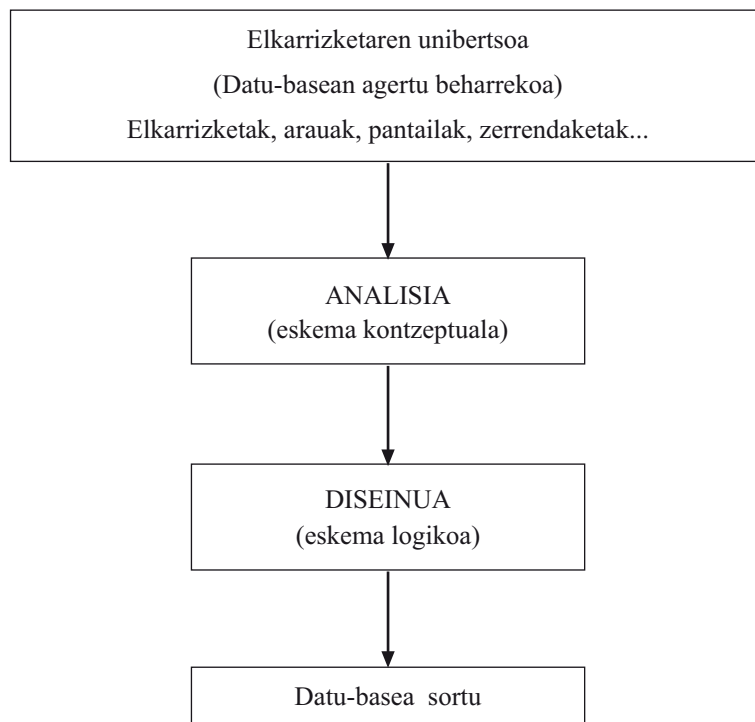 Elkarrizketaren unibertsoa
(Datu-basean agertu beharrekoa)
Elkarrizketak, arauak, pantailak, zerrendaketak...
ANALISIA
(eskema kontzeptuala)
DISEINUA
(eskema logikoa)
Datu-basea sortu